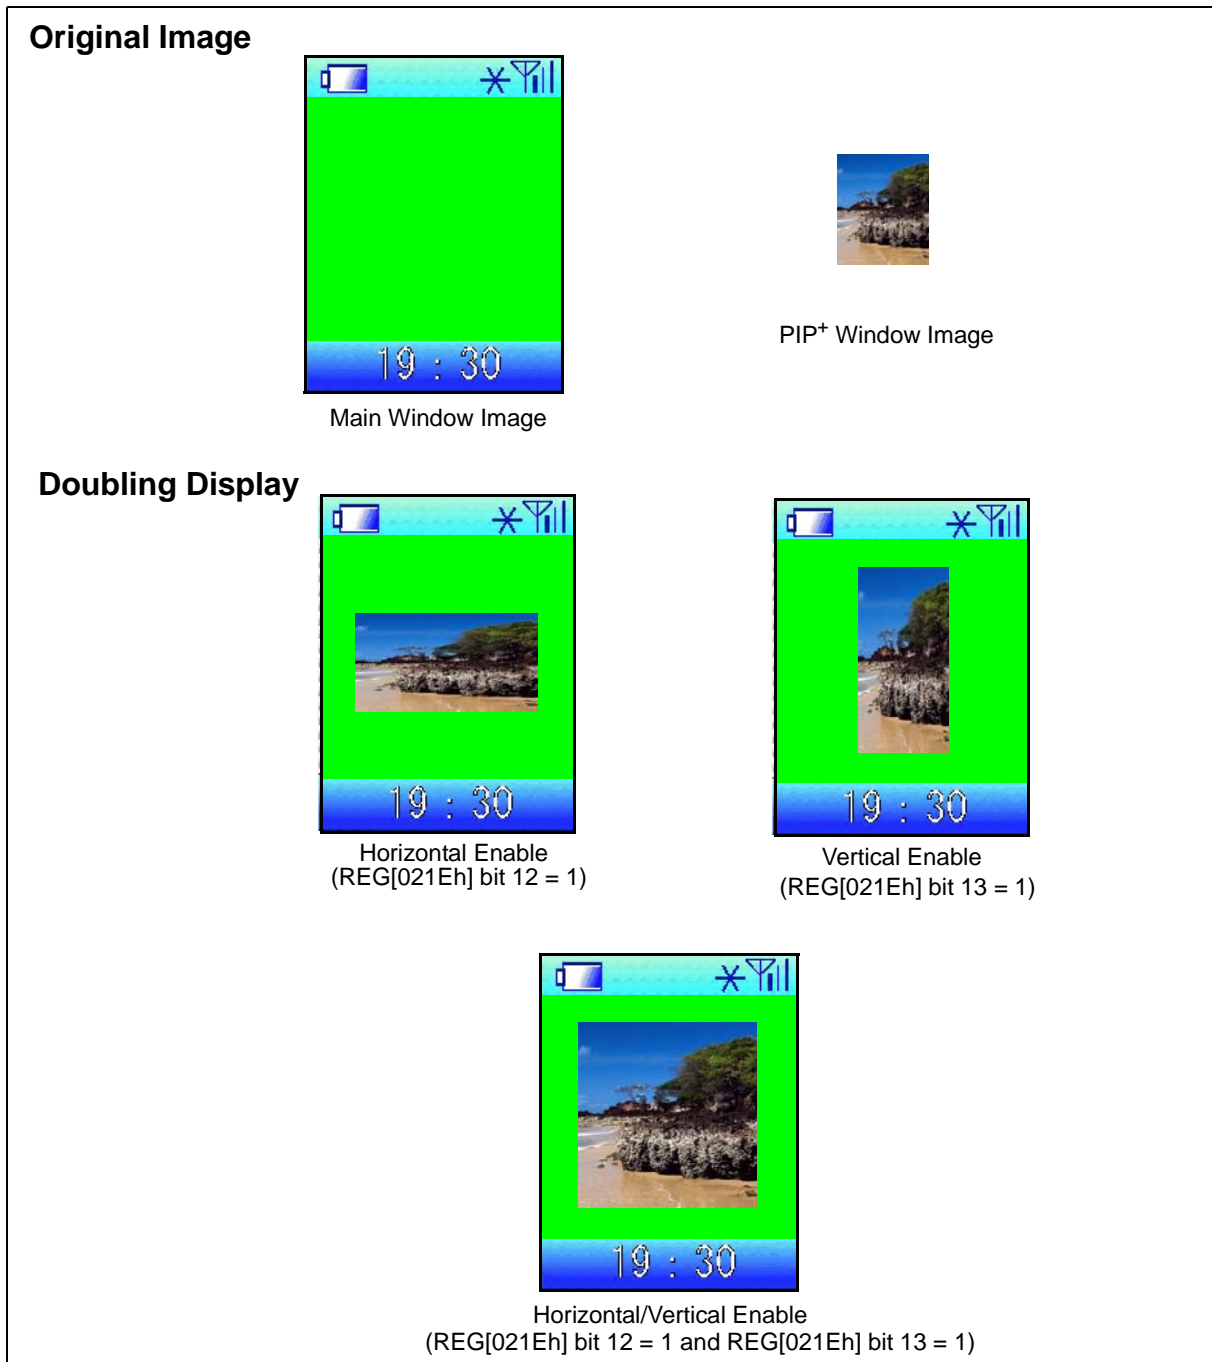 Original Image
19 : 30
Main Window Image
PIP+ Window Image
Doubling Display
19 : 30
Horizontal Enable
(REG[021Eh] bit 12 = 1)
19 : 30
Vertical Enable
(REG[021Eh] bit 13 = 1)
19 : 30
Horizontal/Vertical Enable
(REG[021Eh] bit 12 = 1 and REG[021Eh] bit 13 = 1)